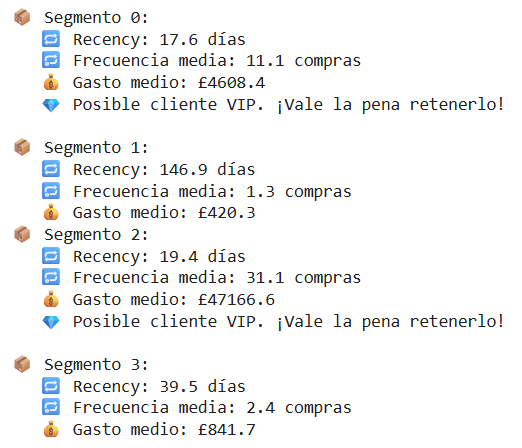 📦 Segmento 0:
🔁 Recency: 17.6 días
🔁 Frecuencia media: 11.1 compras
💰 Gasto medio: £4608.4
💎 Posible cliente VIP. ¡Vale la pena retenerlo!
📦 Segmento 1:
🔁 Recency: 146.9 días
🔁 Frecuencia media: 1.3 compras
💰 Gasto medio: £420.3
📦 Segmento 2:
🔁 Recency: 19.4 días
🔁 Frecuencia media: 31.1 compras
💰 Gasto medio: £47166.6
💎 Posible cliente VIP. ¡Vale la pena retenerlo!
📦 Segmento 3:
🔁 Recency: 39.5 días
🔁 Frecuencia media: 2.4 compras
💰 Gasto medio: £841.7